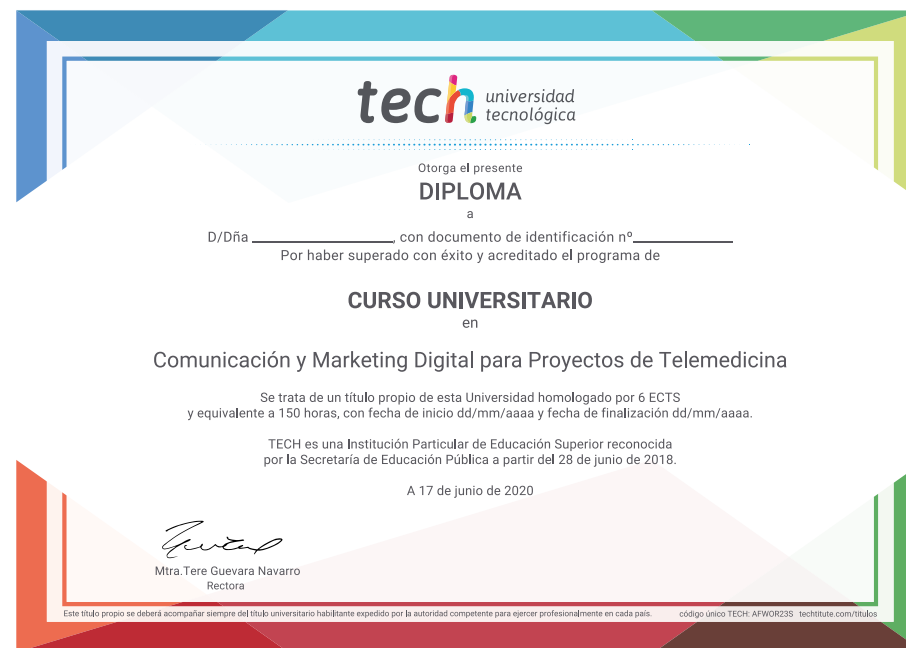 tech universidad
tecnológica
Otorga el presente
DIPLOMA
a
D/Dña ____________________, con documento de identificación nº______________
Por haber superado con éxito y acreditado el programa de
CURSO UNIVERSITARIO
en
Comunicación y Marketing Digital para Proyectos de Telemedicina
Se trata de un título propio de esta Universidad homologado por 6 ECTS
y equivalente a 150 horas, con fecha de inicio dd/mm/aaaa y fecha de finalización dd/mm/aaaa.
TECH es una Institución Particular de Educación Superior reconocida
por la Secretaría de Educación Pública a partir del 28 de junio de 2018.
A 17 de junio de 2020
Mtra.Tere Guevara Navarro
Rectora
Este título propio se deberá acompañar siempre del título universitario habilitante expedido por la autoridad competente para ejercer profesionalmente en cada país. código único TECH: AFWOR23S techtitute.com/titulos